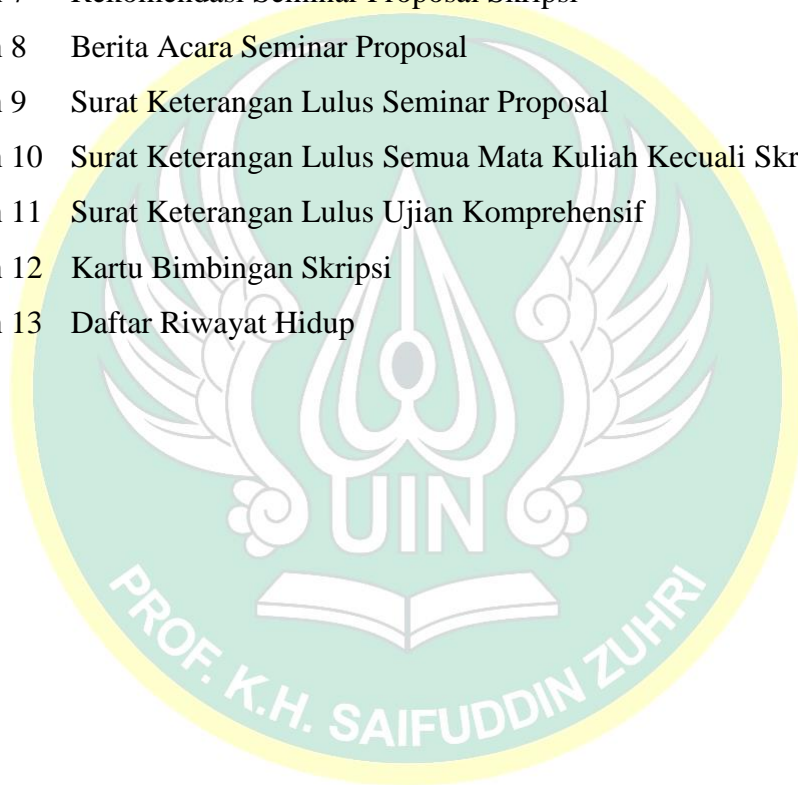 7 Rekomendasi Seminar Proposal Skripsi
8 Berita Acara Seminar Proposal
9 Surat Keterangan Lulus Seminar Proposal
10 Surat Keterangan Lulus Semua Mata Kuliah Kecuali Skr
11 Surat Keterangan Lulus Ujian Komprehensif
12 Kartu Bimbingan Skripsi
13 Daftar Riwayat Hidup
UIN
PROF. K.H. SAIFUDDIN ZUHRI